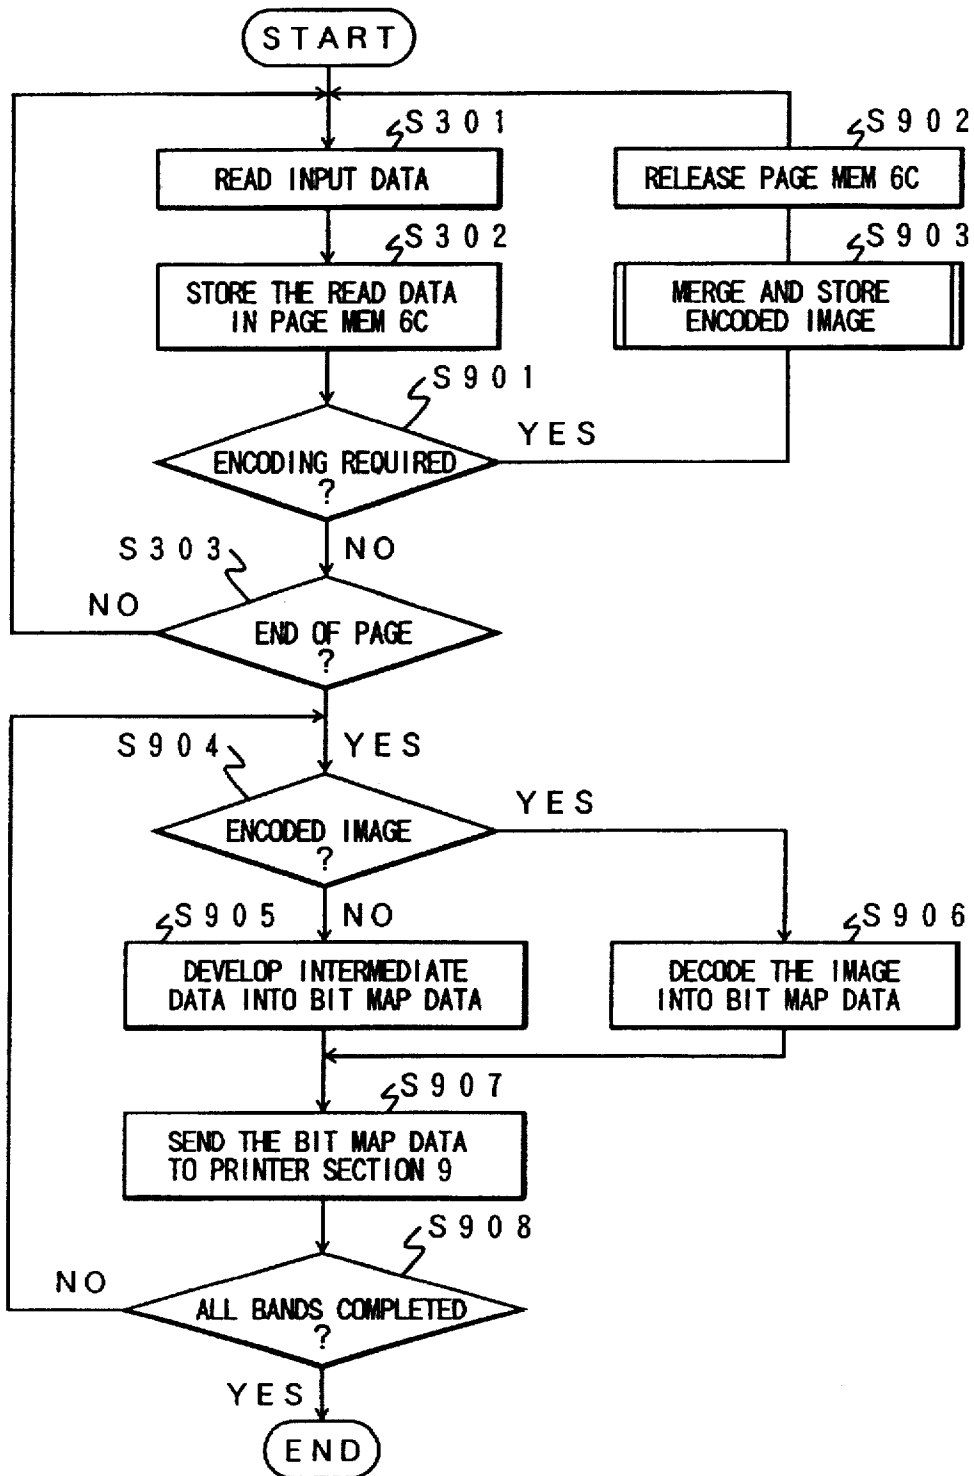 START
S301
READ INPUT DATA
S902
RELEASE PAGE MEM 6C
S302
STORE THE READ DATA
IN PAGE MEM 6C
S903
MERGE AND STORE
ENCODED IMAGE
S901
ENCODING REQUIRED
?
YES
NO
S303
END OF PAGE
?
NO
YES
S904
ENCODED IMAGE
?
YES
NO
S905
DEVELOP INTERMEDIATE
DATA INTO BIT MAP DATA
S906
DECODE THE IMAGE
INTO BIT MAP DATA
S907
SEND THE BIT MAP DATA
TO PRINTER SECTION 9
S908
ALL BANDS COMPLETED
?
NO
YES
END